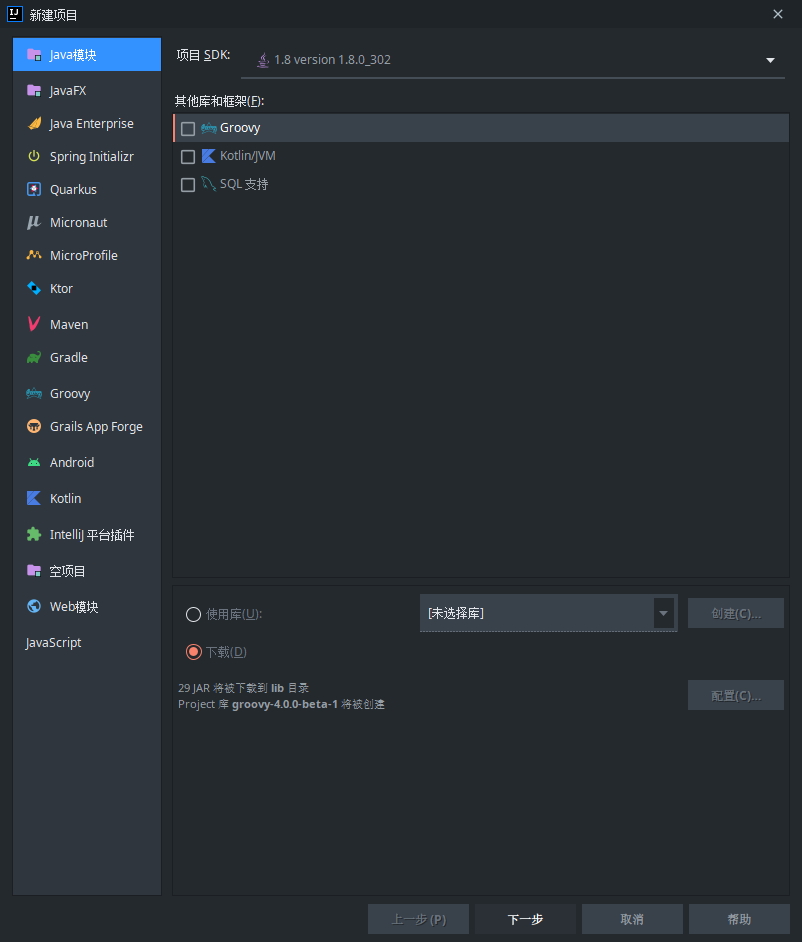 新建项目
Java模块
JavaFX
Java Enterprise
Spring Initializr
Quarkus
Micronaut
MicroProfile
Ktor
Maven
Gradle
Groovy
Grails App Forge
Android
Kotlin
IntelliJ 平台插件
空项目
Web模块
JavaScript
项目 SDK:
1.8 version 1.8.0_302
其他库和框架(F):
Groovy
Kotlin/JVM
SQL 支持
使用库(U):
[未选择库]
创建(C)...
下载(D)
29 JAR 将被下载到 lib 目录
Project 库 groovy-4.0.0-beta-1 将被创建
配置(C)...
上一步 (P)
下一步
取消
帮助